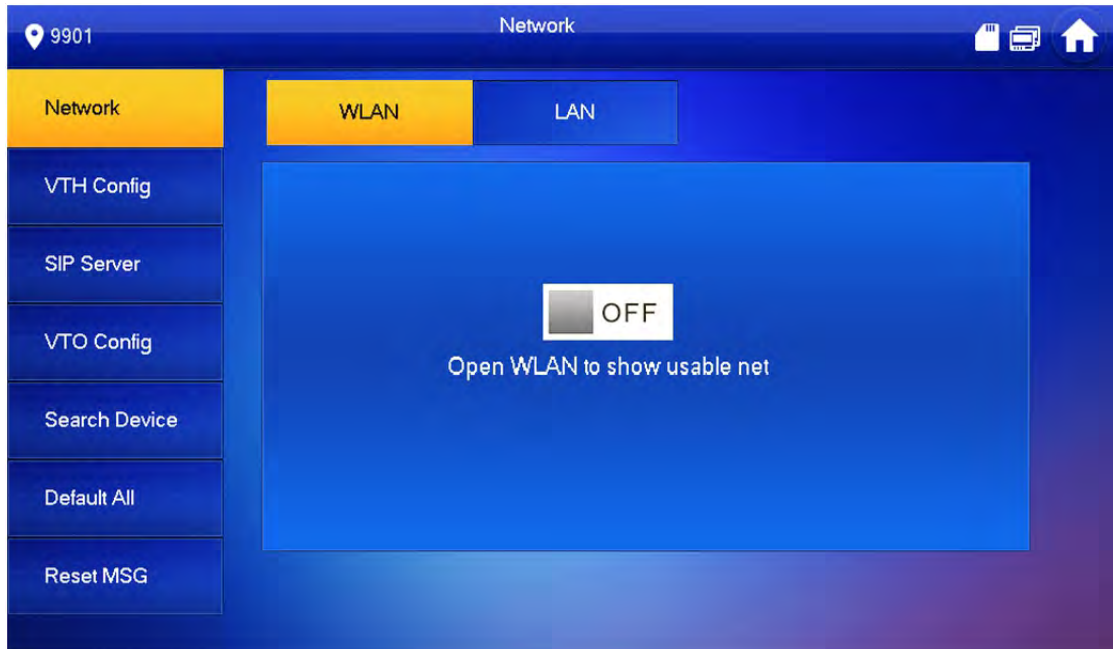 9901
Network
Network
WLAN
LAN
VTH Config
SIP Server
VTO Config
Search Device
Default All
Reset MSG
OFF
Open WLAN to show usable net